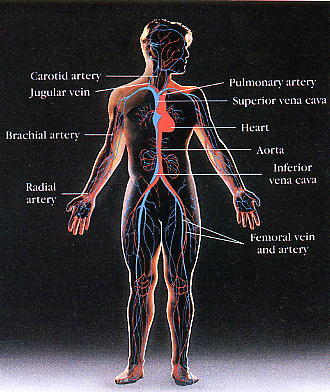 Carotid artery
Jugular vein
Brachial artery
Radial
artery
Pulmonary artery
Superior vena cava
Heart
Aorta
Inferior
vena cava
Femoral vein
and artery